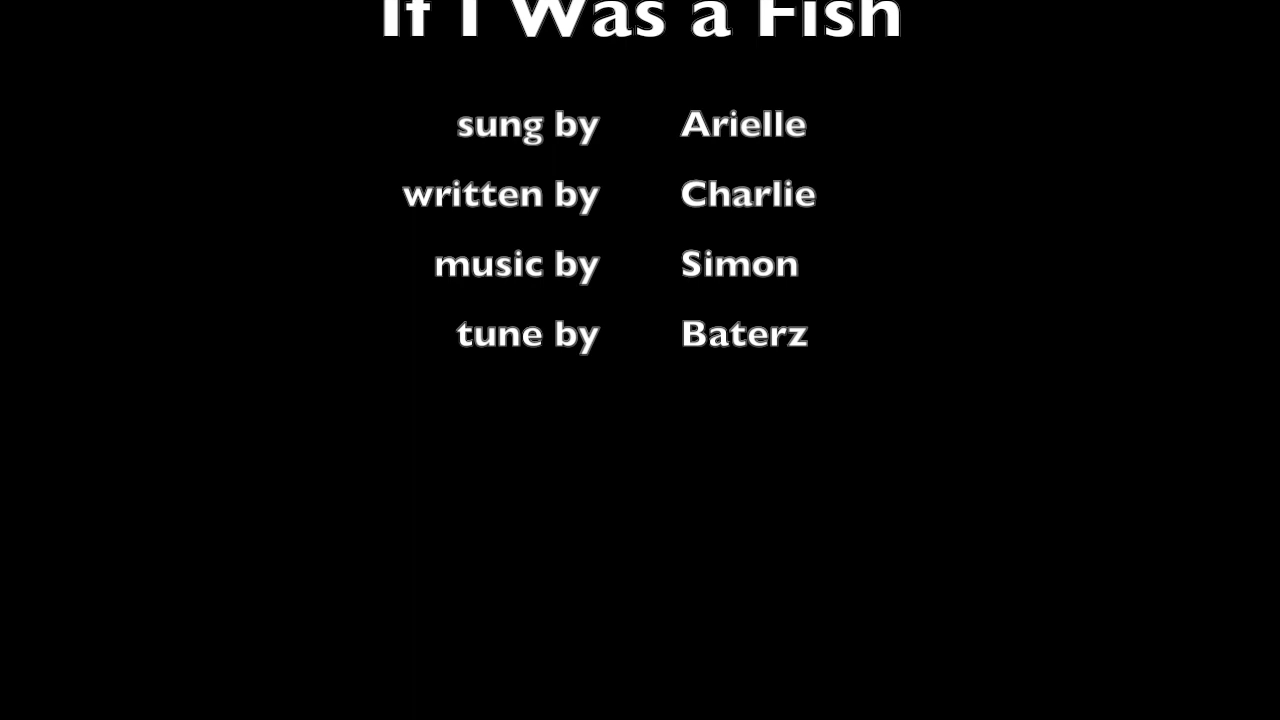 If I Was a Fish
sung by Arielle
written by Charlie
music by Simon
tune by Baterz